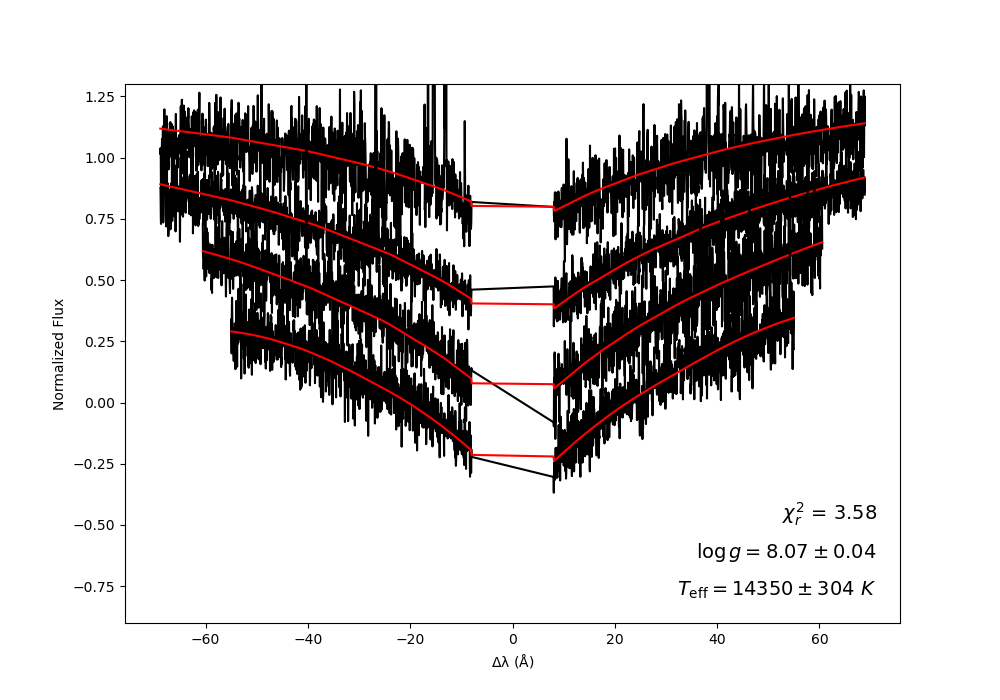 1.25
1.00
0.75
0.50
0.25
0.00
−0.25
−0.50
−0.75
Normalized Flux
χ²ᵣ = 3.58
log g = 8.07 ± 0.04
T_eff = 14350 ± 304 K
−60 −40 −20 0 20 40 60
Δλ (Å)